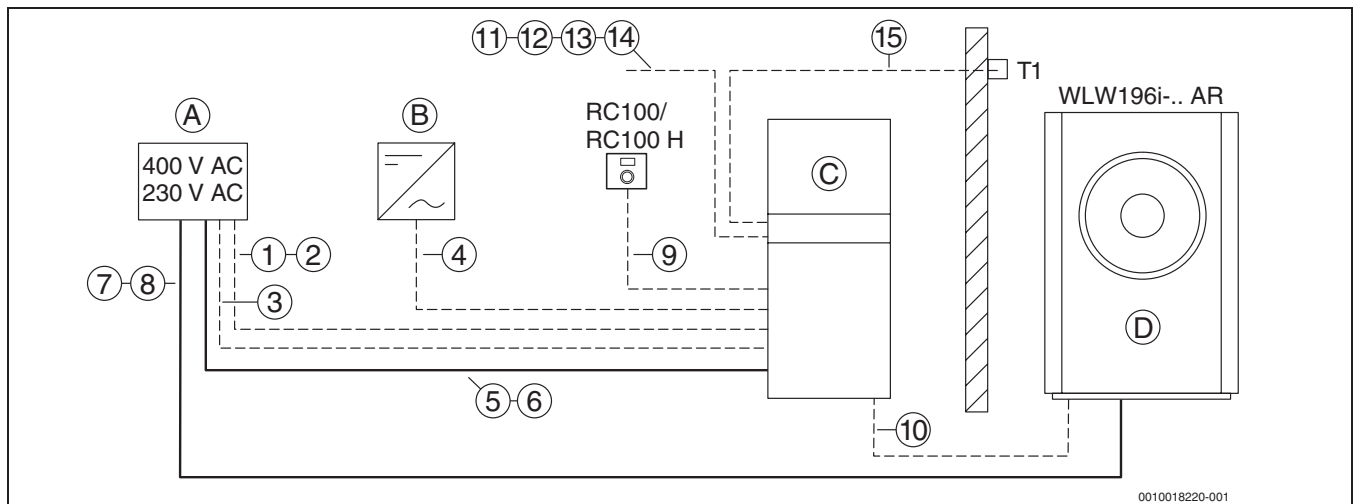 11 12 13 14
15
T1
WLW196i-.. AR
A
B
RC100/
RC100 H
400 V AC
230 V AC
C
1 2
4
9
7 8
3
D
5 6
10
0010018220-001